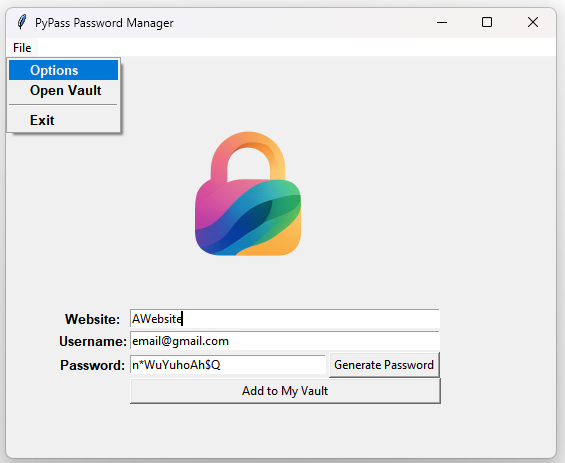 PyPass Password Manager
File
Options
Open Vault
Exit
Website: AWebsite
Username: email@gmail.com
Password: n*WuYuhoAh$Q Generate Password
Add to My Vault